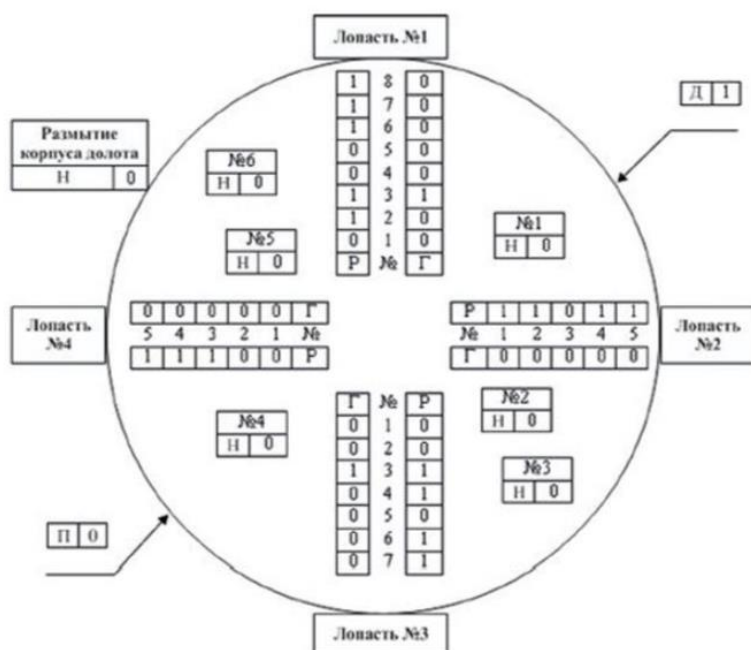 Лопасть №1
1 8 0
1 7 0
1 6 0
0 5 0
0 4 0
1 3 1
1 2 0
0 1 0
Р № Г
Д 1
Размытие
корпуса долота
Н 0
№6
Н 0
№5
Н 0
№1
Н 0
Лопасть
№4
0 0 0 0 0 Г
5 4 3 2 1 №
1 1 1 0 0 Р
Р 1 1 0 1 1
№ 1 2 3 4 5
Г 0 0 0 0 0
Лопасть
№2
№4
Н 0
Г № Р
0 1 0
0 2 0
1 3 1
0 4 1
0 5 0
0 6 1
0 7 1
№2
Н 0
№3
Н 0
П 0
Лопасть №3